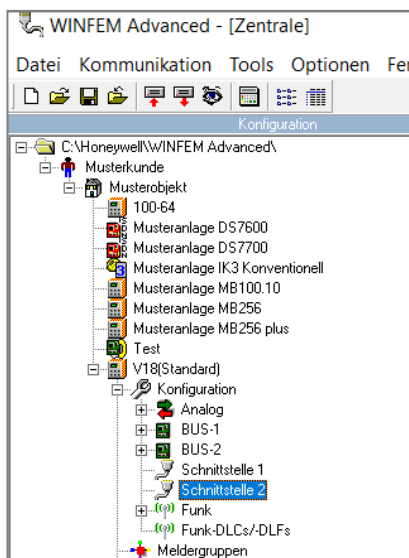 WINFEM Advanced - [Zentrale]
Datei Kommunikation Tools Optionen Fer
Konfiguration
C:\Honeywell\WINFEM Advanced\
Musterkunde
Musterobjekt
100-64
Musteranlage DS7600
Musteranlage DS7700
Musteranlage IK3 Konventionell
Musteranlage MB100.10
Musteranlage MB256
Musteranlage MB256 plus
Test
V18(Standard)
Konfiguration
Analog
BUS-1
BUS-2
Schnittstelle 1
Schnittstelle 2
Funk
Funk-DLCs/-DLFs
Meldergruppen